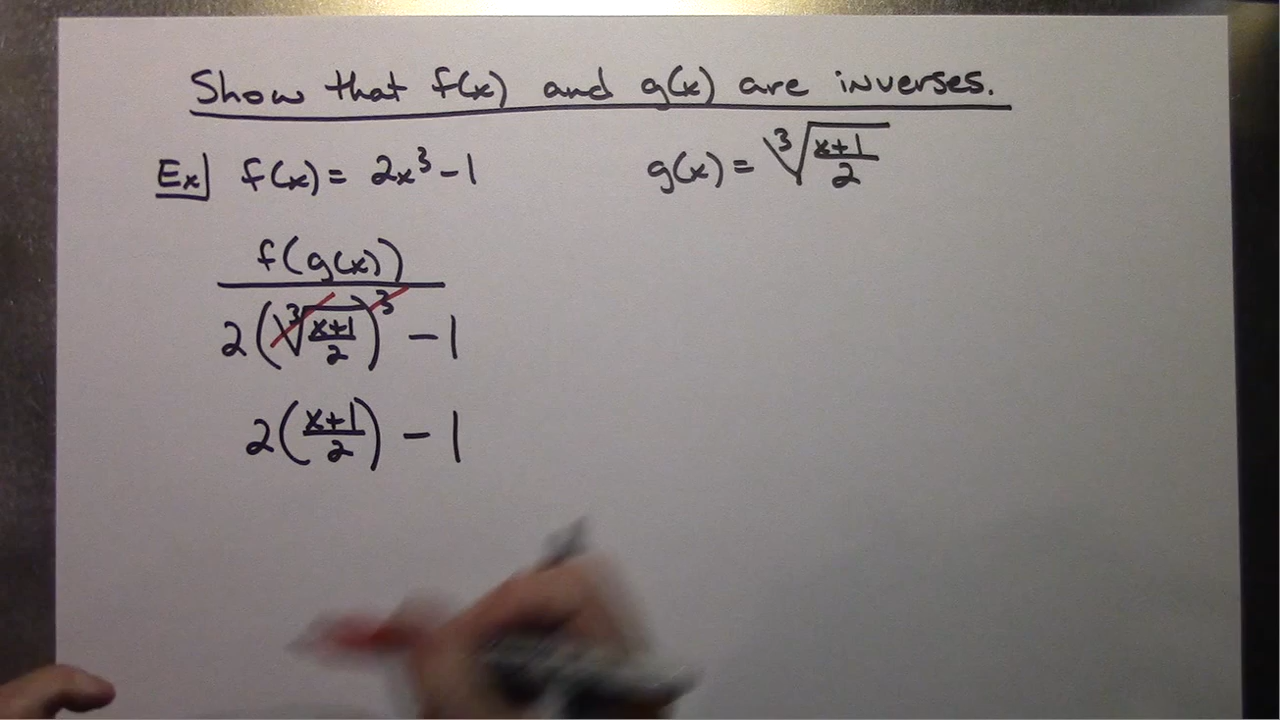 Show that f(x) and g(x) are inverses.
Ex] f(x) = 2x³ - 1 g(x) = ∛((x+1)/2)
f(g(x))
2(∛((x+1)/2))³ - 1
2((x+1)/2) - 1